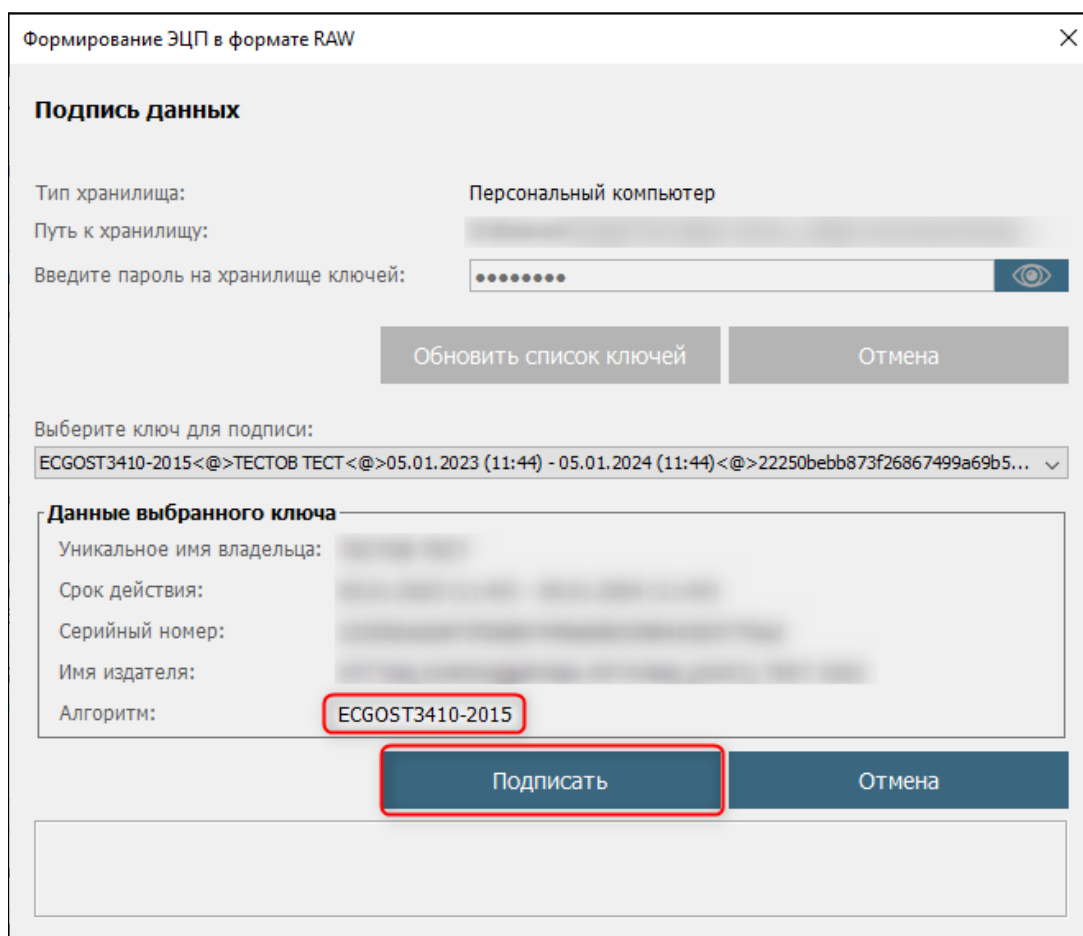 Формирование ЭЦП в формате RAW
Подпись данных
Тип хранилища: Персональный компьютер
Путь к хранилищу:
Введите пароль на хранилище ключей: ••••••••
Обновить список ключей Отмена
Выберите ключ для подписи:
ECGOST3410-2015<@>ТЕСТОВ ТЕСТ<@>05.01.2023 (11:44) - 05.01.2024 (11:44)<@>22250bebb873f26867499a69b5...
Данные выбранного ключа
Уникальное имя владельца:
Срок действия:
Серийный номер:
Имя издателя:
Алгоритм: ECGOST3410-2015
Подписать Отмена